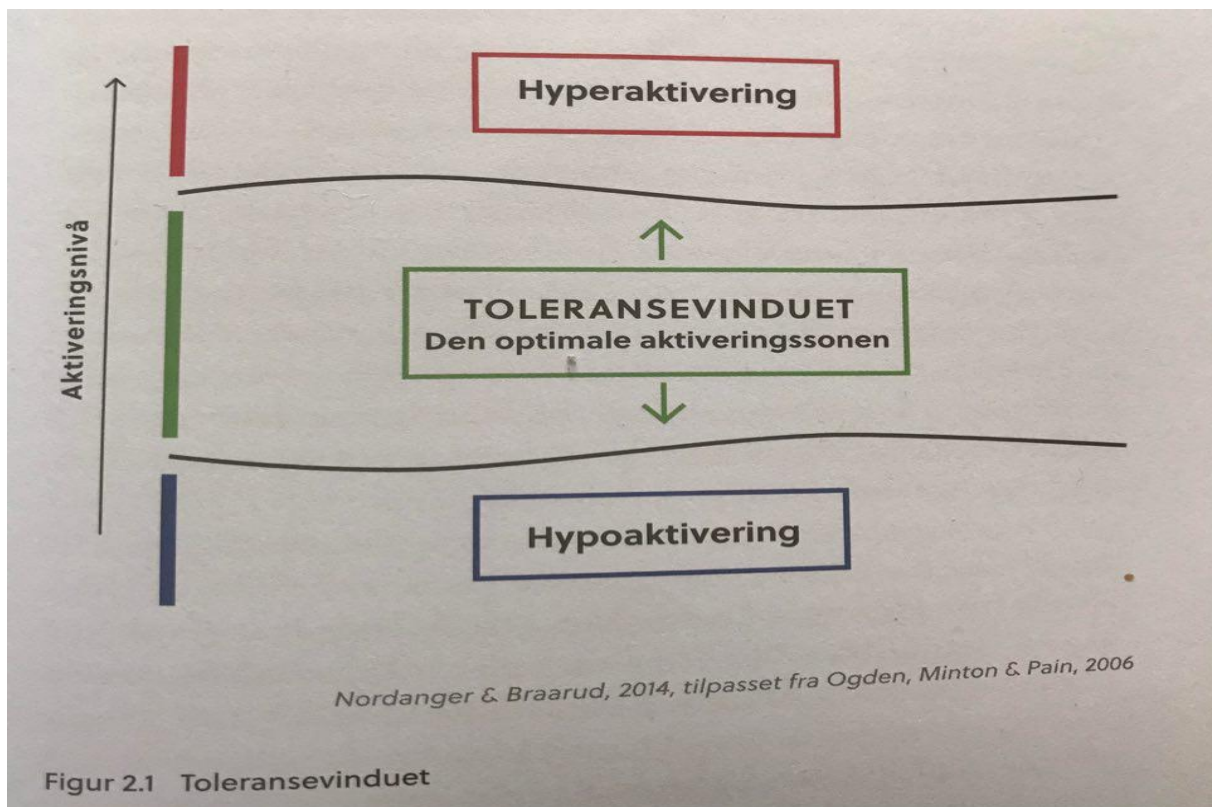 Hyperaktivering
Aktiveringsnivå
TOLERANSEVINDUET
Den optimale aktiveringssonen
Hypoaktivering
Nordanger & Braarud, 2014, tilpasset fra Ogden, Minton & Pain, 2006
Figur 2.1 Toleransevinduet